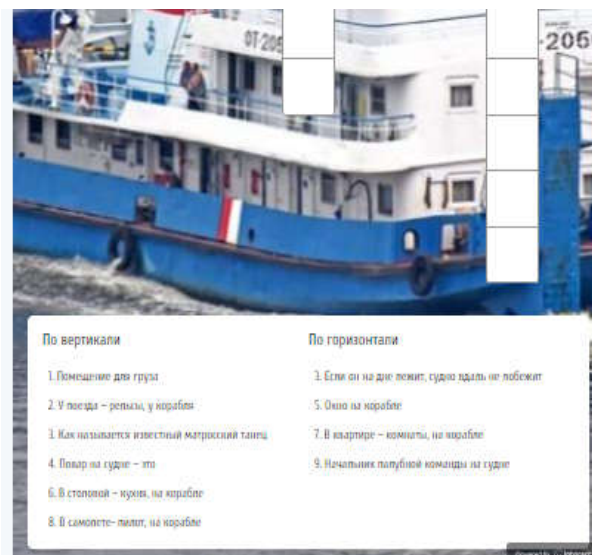 ОТ-205
-205
По вертикали
1. Помещение для груза
2. У поезда – рельсы, у корабля
3. Как называется известный матросский танец
4. Повар на судне – это
6. В столовой – кухня, на корабле
8. В самолете- пилот, на корабле
По горизонтали
3. Если он на дне лежит, судно вдаль не побежит
5. Окно на корабле
7. В квартире – комнаты, на корабле
9. Начальник палубной команды на судне